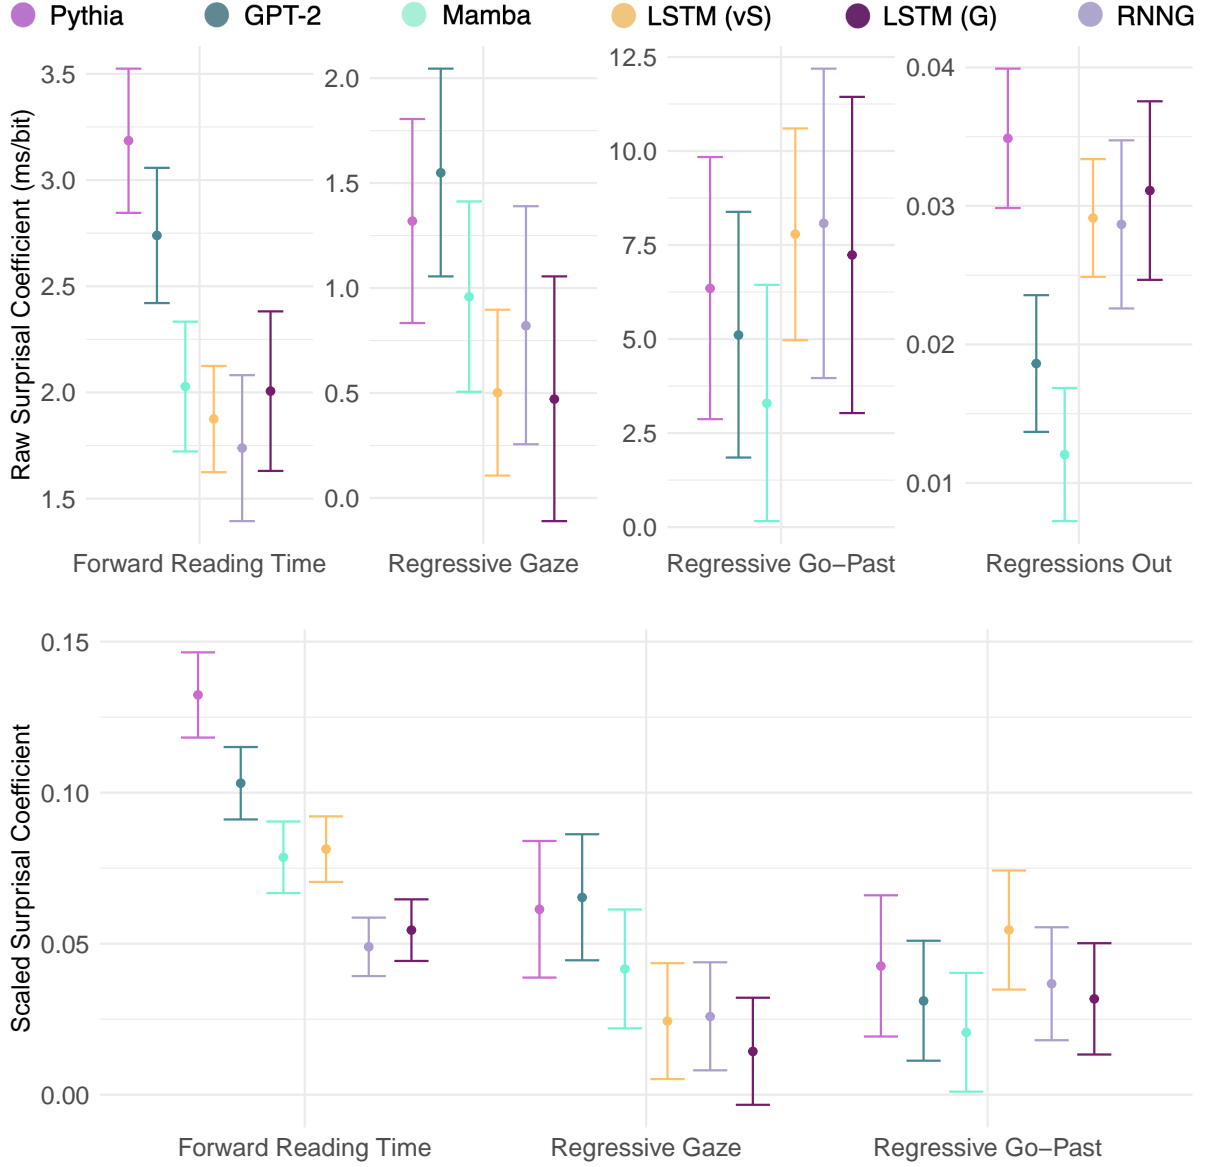 Pythia GPT-2 Mamba LSTM (vS) LSTM (G) RNNG
Raw Surprisal Coefficient (ms/bit)
3.5
3.0
2.5
2.0
1.5
Forward Reading Time
2.0
1.5
1.0
0.5
0.0
Regressive Gaze
12.5
10.0
7.5
5.0
2.5
0.0
Regressive Go−Past
0.04
0.03
0.02
0.01
Regressions Out
Scaled Surprisal Coefficient
0.15
0.10
0.05
0.00
Forward Reading Time
Regressive Gaze
Regressive Go−Past